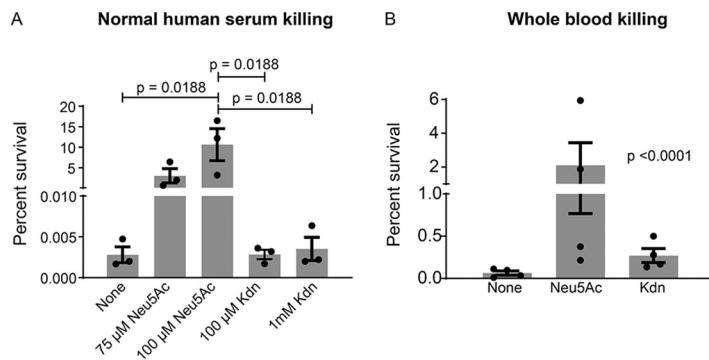 A
Normal human serum killing
p = 0.0188
p = 0.0188
p = 0.0188
Percent survival
20
15
10
5
0.010
0.005
0.000
None
75 µM Neu5Ac
100 µM Neu5Ac
100 µM Kdn
1mM Kdn
B
Whole blood killing
Percent survival
6
4
2
1.0
0.5
0.0
p <0.0001
None
Neu5Ac
Kdn